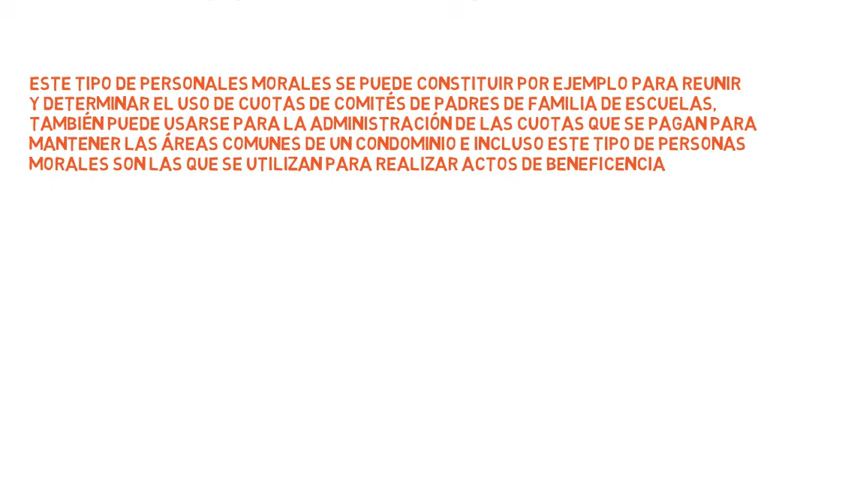 ESTE TIPO DE PERSONALES MORALES SE PUEDE CONSTITUIR POR EJEMPLO PARA REUNIR
Y DETERMINAR EL USO DE CUOTAS DE COMITÉS DE PADRES DE FAMILIA DE ESCUELAS,
TAMBIÉN PUEDE USARSE PARA LA ADMINISTRACIÓN DE LAS CUOTAS QUE SE PAGAN PARA
MANTENER LAS ÁREAS COMUNES DE UN CONDOMINIO E INCLUSO ESTE TIPO DE PERSONAS
MORALES SON LAS QUE SE UTILIZAN PARA REALIZAR ACTOS DE BENEFICENCIA